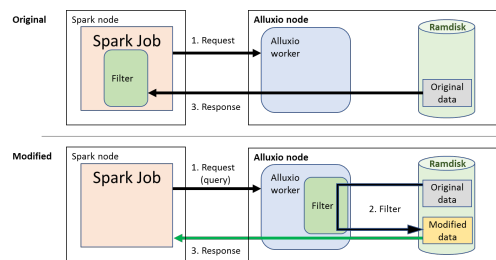 Original
Spark node
Spark Job
Filter
1. Request
3. Response
Alluxio node
Alluxio
worker
Ramdisk
Original
data
Modified
Spark node
Spark Job
1. Request
(query)
3. Response
Alluxio node
Alluxio
worker
Filter
2. Filter
Ramdisk
Original
data
Modified
data